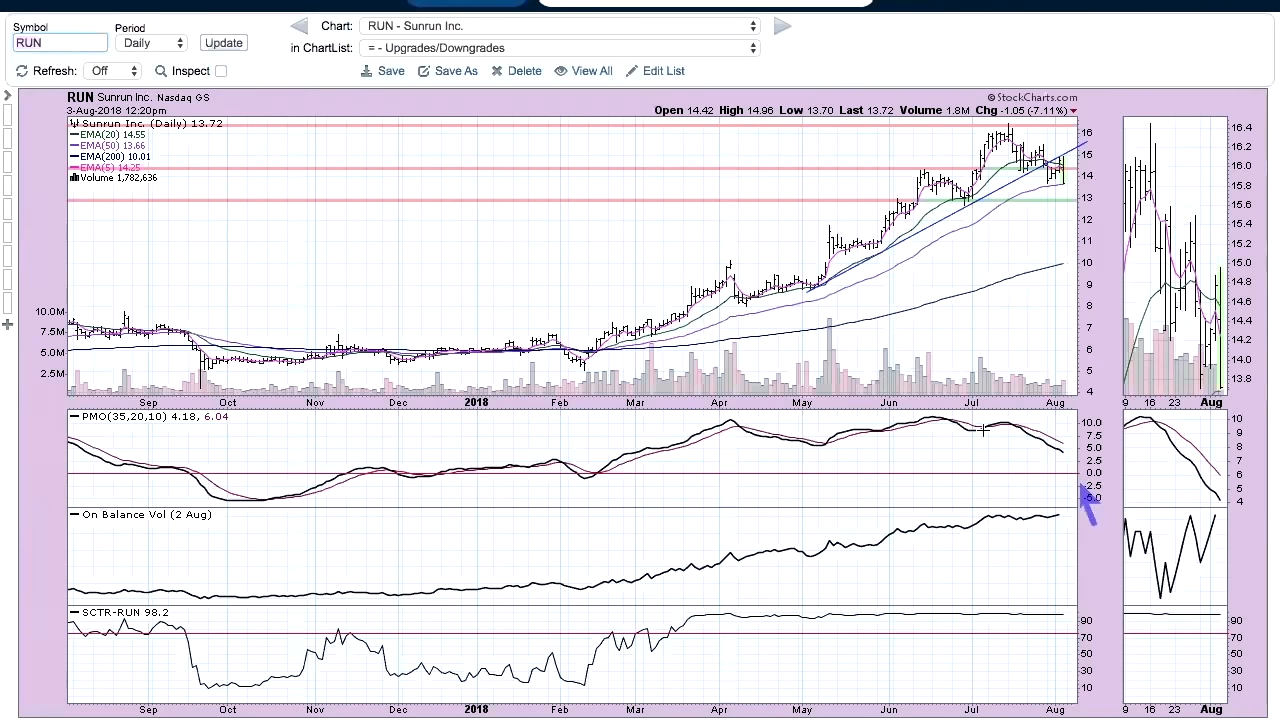 Symbol
Period
RUN
Daily
Update
Chart: RUN - Sunrun Inc.
in ChartList: = - Upgrades/Downgrades
Refresh: Off
Inspect
Save
Save As
Delete
View All
Edit List
RUN Sunrun Inc. Nasdaq GS
© StockCharts.com
3-Aug-2018 12:20pm
Open 14.42 High 14.96 Low 13.70 Last 13.72 Volume 1.8M Chg -1.05 (-7.11%)
Sunrun Inc. (Daily) 13.72
EMA(20) 14.55
EMA(50) 13.66
EMA(200) 10.01
EMA(5) 14.25
Volume 1,782,636
16
15
14
13
12
11
10
9
8
7
6
5
4
10.0M
7.5M
5.0M
2.5M
Sep Oct Nov Dec 2018 Feb Mar Apr May Jun Jul Aug
16.4
16.2
16.0
15.8
15.6
15.4
15.2
15.0
14.8
14.6
14.4
14.2
14.0
13.8
9 16 23 Aug
PMO(35,20,10) 4.18, 6.04
10.0
7.5
5.0
2.5
0.0
-2.5
-5.0
10
9
8
7
6
5
4
On Balance Vol (2 Aug)
SCTR-RUN 98.2
90
70
50
30
10
90
70
50
30
10
Sep Oct Nov Dec 2018 Feb Mar Apr May Jun Jul Aug
9 16 23 Aug